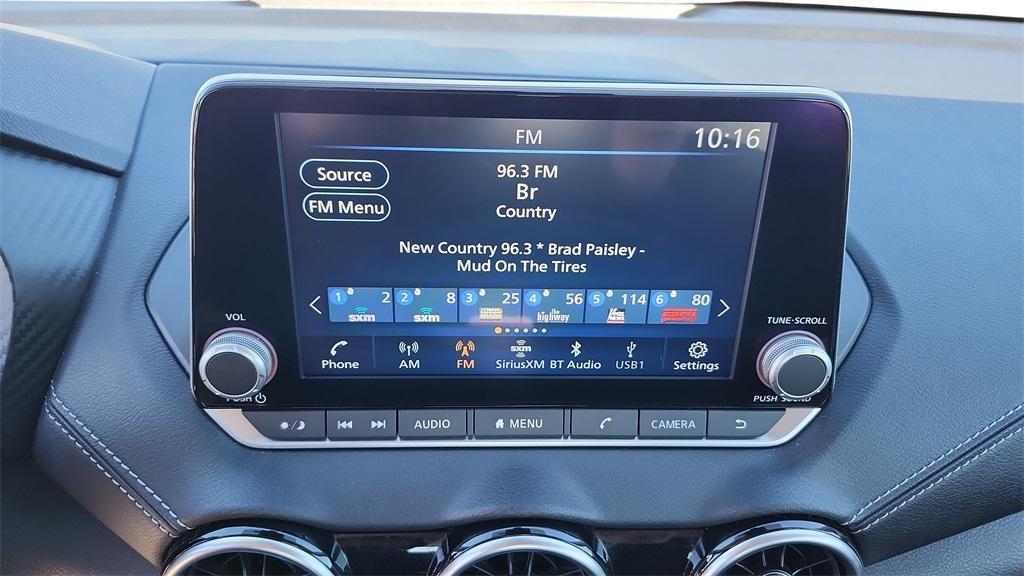 FM 10:16
Source
FM Menu
96.3 FM
Br
Country
New Country 96.3 * Brad Paisley -
Mud On The Tires
1 2 2 8 3 25 4 56 5 114 6 80
sxm sxm the highway
VOL
TUNE·SCROLL
Phone AM FM SiriusXM BT Audio USB1 Settings
sxm
PUSH
PUSH SOUND
AUDIO MENU CAMERA